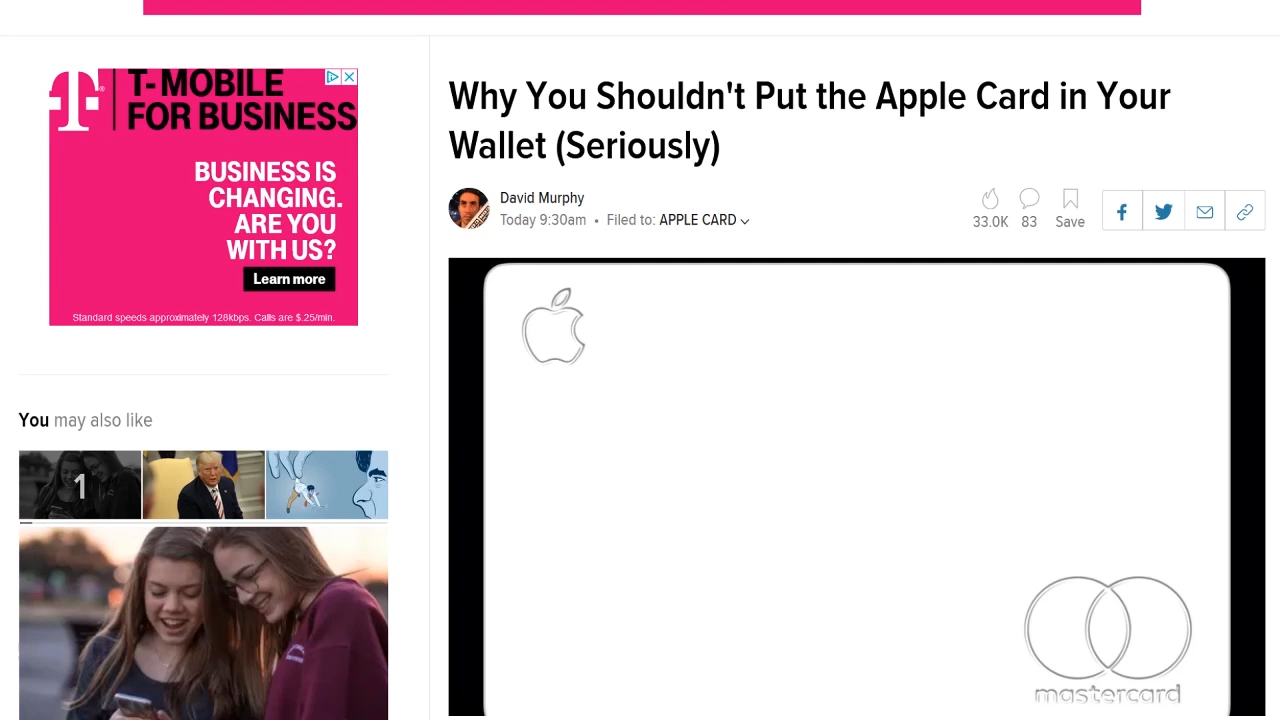 T-MOBILE
FOR BUSINESS
BUSINESS IS
CHANGING.
ARE YOU
WITH US?
Learn more
Standard speeds approximately 128kbps. Calls are $.25/min.
You may also like
1
Why You Shouldn't Put the Apple Card in Your
Wallet (Seriously)
David Murphy
Today 9:30am • Filed to: APPLE CARD
33.0K
83
Save
mastercard